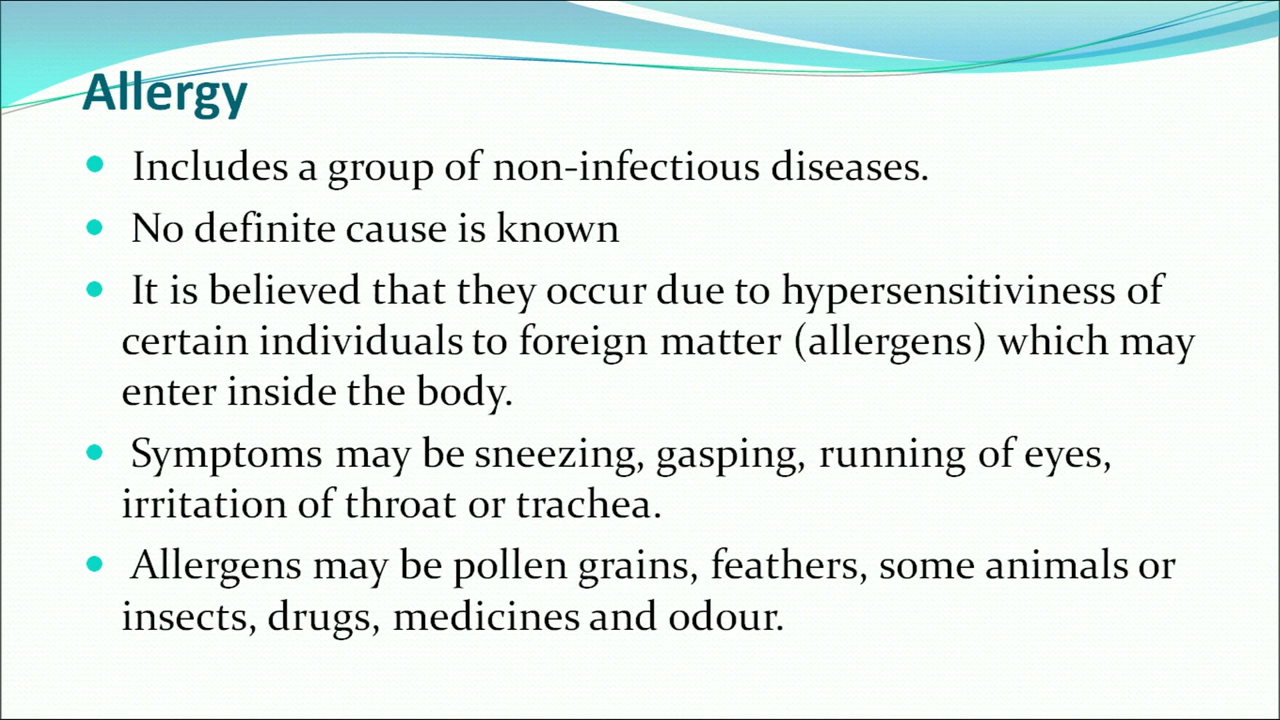 Allergy
• Includes a group of non-infectious diseases.
• No definite cause is known
• It is believed that they occur due to hypersensitiviness of
certain individuals to foreign matter (allergens) which may
enter inside the body.
• Symptoms may be sneezing, gasping, running of eyes,
irritation of throat or trachea.
• Allergens may be pollen grains, feathers, some animals or
insects, drugs, medicines and odour.